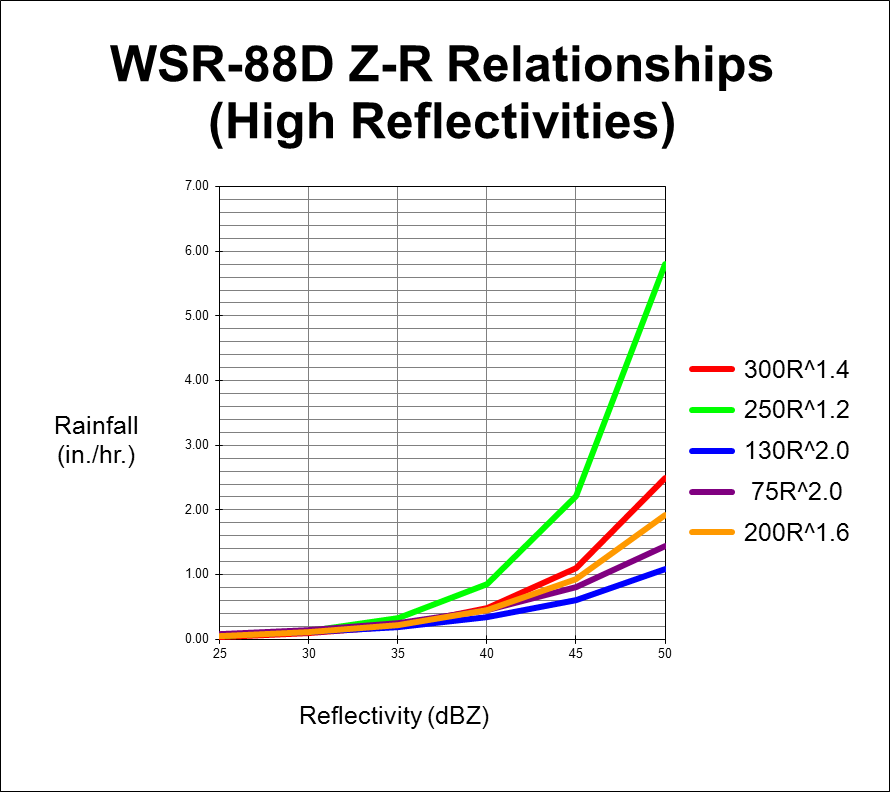 WSR-88D Z-R Relationships
(High Reflectivities)
7.00
6.00
5.00
4.00
3.00
2.00
1.00
0.00
25 30 35 40 45 50
Rainfall
(in./hr.)
Reflectivity (dBZ)
300R^1.4
250R^1.2
130R^2.0
75R^2.0
200R^1.6